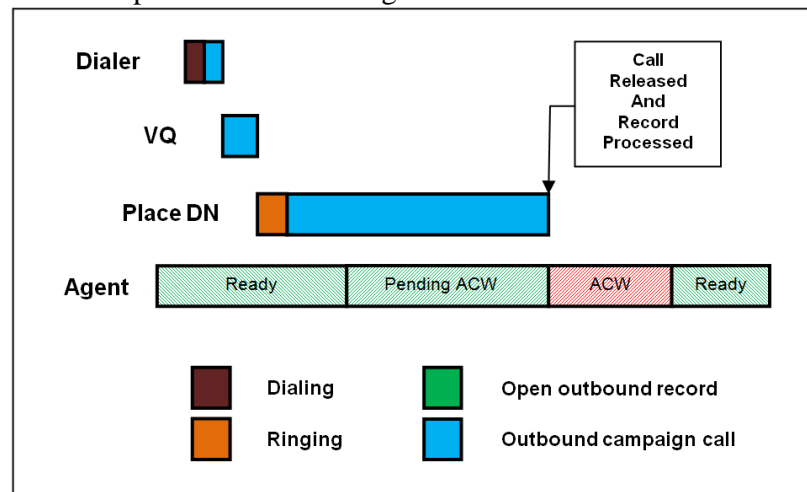 Dialer
Call
Released
And
Record
Processed
VQ
Place DN
Agent
Ready
Pending ACW
ACW
Ready
Dialing
Open outbound record
Ringing
Outbound campaign call